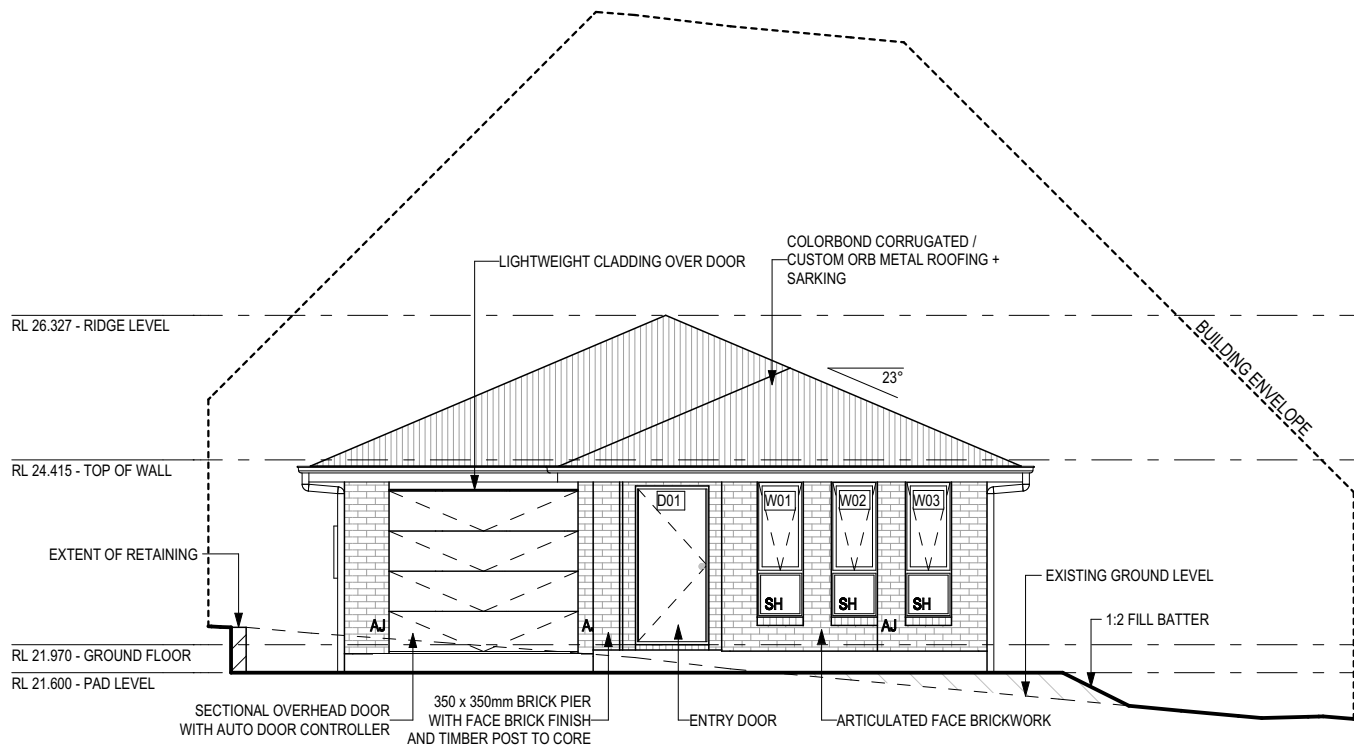 LIGHTWEIGHT CLADDING OVER DOOR
COLORBOND CORRUGATED /
CUSTOM ORB METAL ROOFING +
SARKING
RL 26.327 - RIDGE LEVEL
BUILDING ENVELOPE
23°
RL 24.415 - TOP OF WALL
D01
W01
W02
W03
EXTENT OF RETAINING
EXISTING GROUND LEVEL
SH
SH
SH
1:2 FILL BATTER
AJ
A.
AJ
RL 21.970 - GROUND FLOOR
RL 21.600 - PAD LEVEL
SECTIONAL OVERHEAD DOOR
WITH AUTO DOOR CONTROLLER
350 x 350mm BRICK PIER
WITH FACE BRICK FINISH
AND TIMBER POST TO CORE
ENTRY DOOR
ARTICULATED FACE BRICKWORK